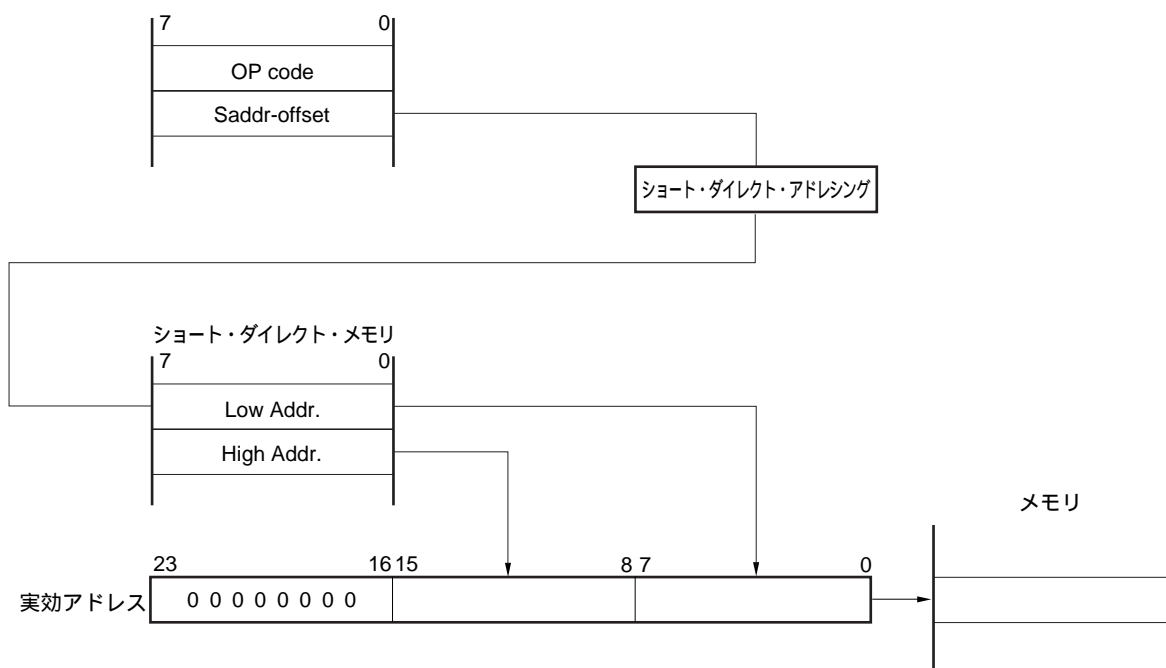 7 0
OP code
Saddr-offset
ショート・ダイレクト・アドレシング
ショート・ダイレクト・メモリ
7 0
Low Addr.
High Addr.
メモリ
23 16 15 8 7 0
実効アドレス 0 0 0 0 0 0 0 0